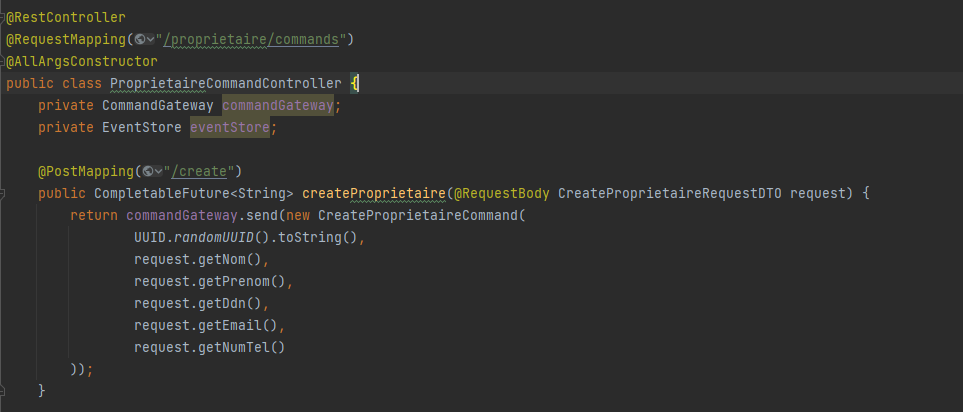 @RestController
@RequestMapping("/proprietaire/commands")
@AllArgsConstructor
public class ProprietaireCommandController {
    private CommandGateway commandGateway;
    private EventStore eventStore;

    @PostMapping("/create")
    public CompletableFuture<String> createProprietaire(@RequestBody CreateProprietaireRequestDTO request) {
        return commandGateway.send(new CreateProprietaireCommand(
                UUID.randomUUID().toString(),
                request.getNom(),
                request.getPrenom(),
                request.getDdn(),
                request.getEmail(),
                request.getNumTel()
        ));
    }